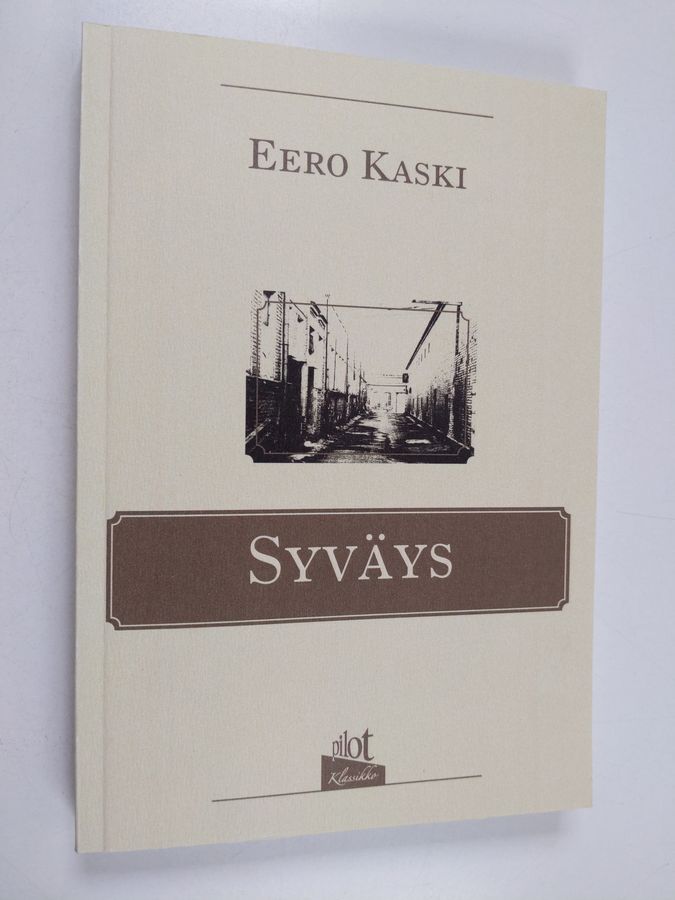 EERO KASKI
SYVÄYS
pilot
Klassikko